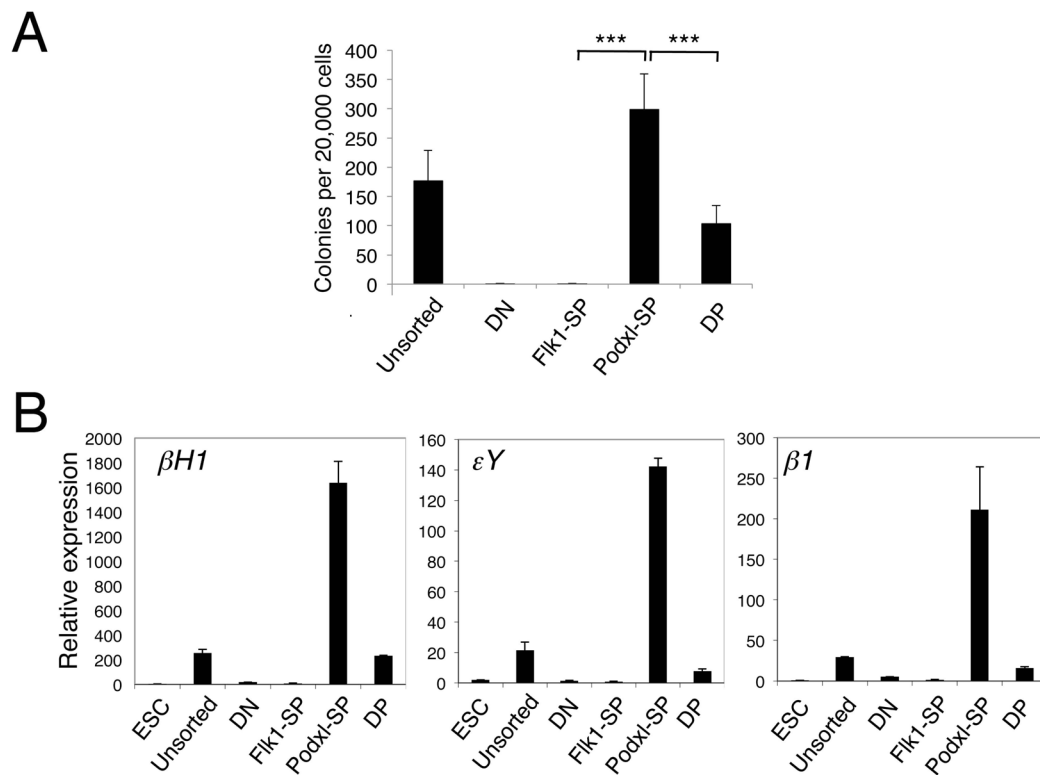 A
Colonies per 20,000 cells
400
350
300
250
200
150
100
50
0
***
***
Unsorted
DN
Flk1-SP
Podxl-SP
DP
B
Relative expression
βH1
2000
1800
1600
1400
1200
1000
800
600
400
200
0
ESC
Unsorted
DN
Flk1-SP
Podxl-SP
DP
εY
160
140
120
100
80
60
40
20
0
ESC
Unsorted
DN
Flk1-SP
Podxl-SP
DP
β1
300
250
200
150
100
50
0
ESC
Unsorted
DN
Flk1-SP
Podxl-SP
DP